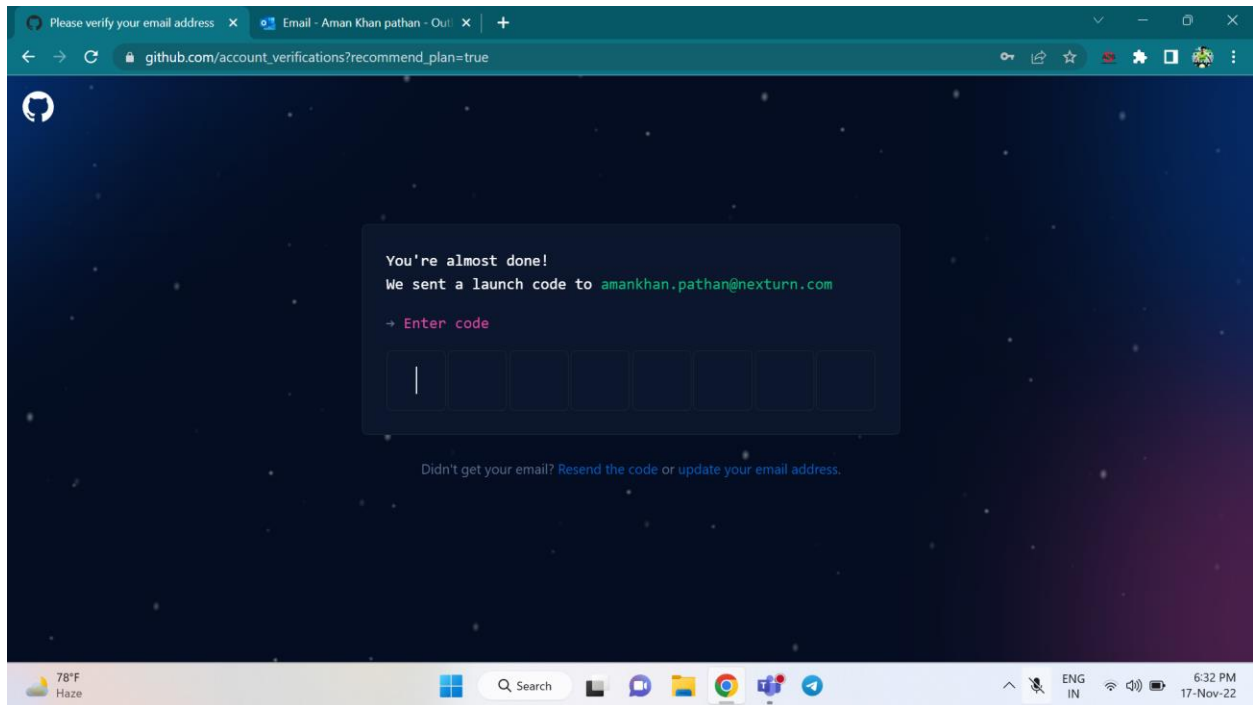 Please verify your email address
Email - Aman Khan pathan - Out
github.com/account_verifications?recommend_plan=true
You're almost done!
We sent a launch code to amankhan.pathan@nexturn.com
→ Enter code
Didn't get your email? Resend the code or update your email address.
78°F
Haze
Search
ENG
IN
6:32 PM
17-Nov-22